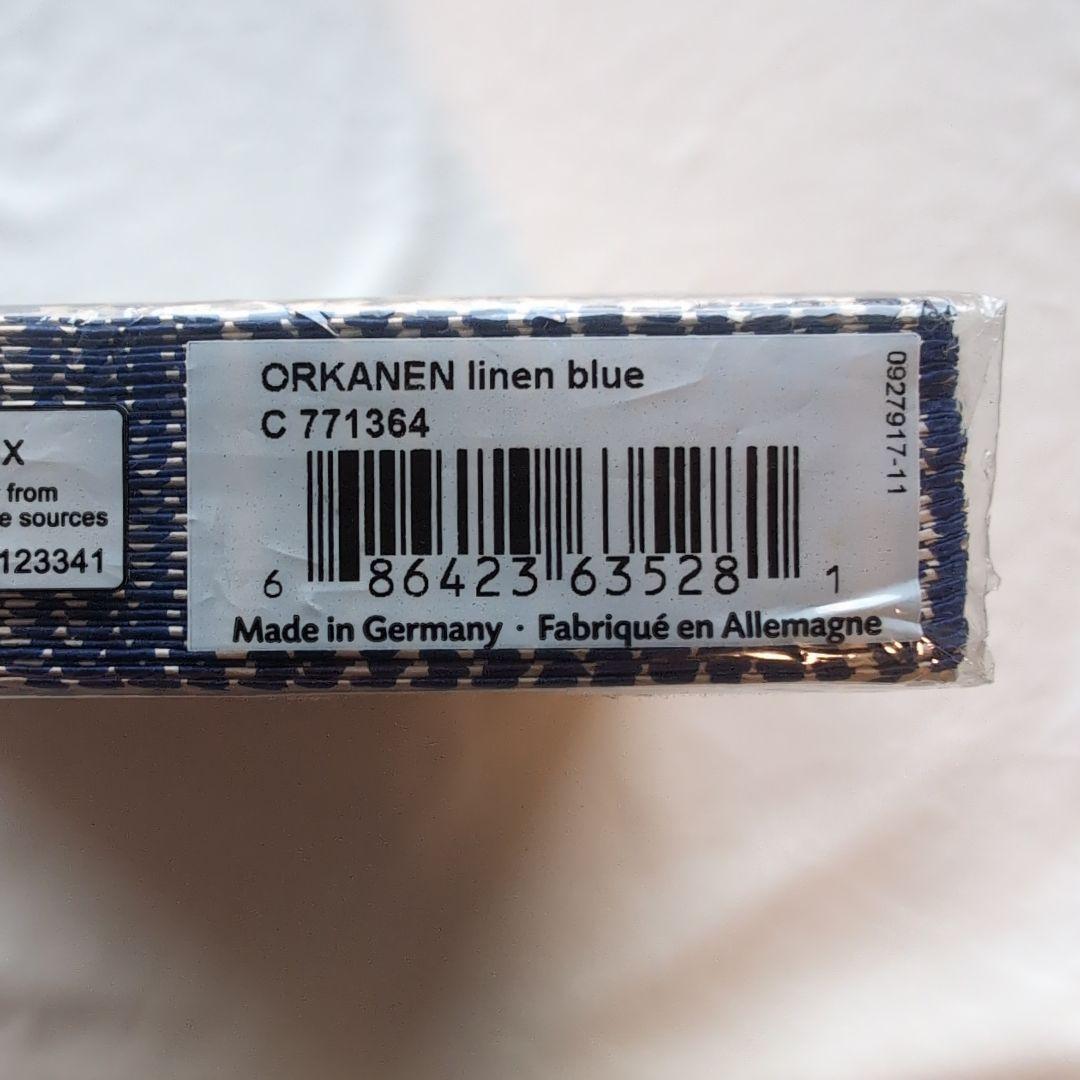 X
from
e sources
123341
ORKANEN linen blue
C 771364
6 86423 63528 1
Made in Germany · Fabriqué en Allemagne
0927917-11